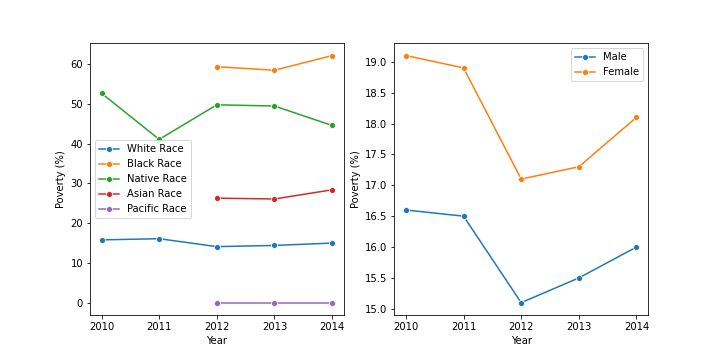 Poverty (%)
60
50
40
30
20
10
0
White Race
Black Race
Native Race
Asian Race
Pacific Race
2010 2011 2012 2013 2014
Year
Poverty (%)
19.0
18.5
18.0
17.5
17.0
16.5
16.0
15.5
15.0
Male
Female
2010 2011 2012 2013 2014
Year